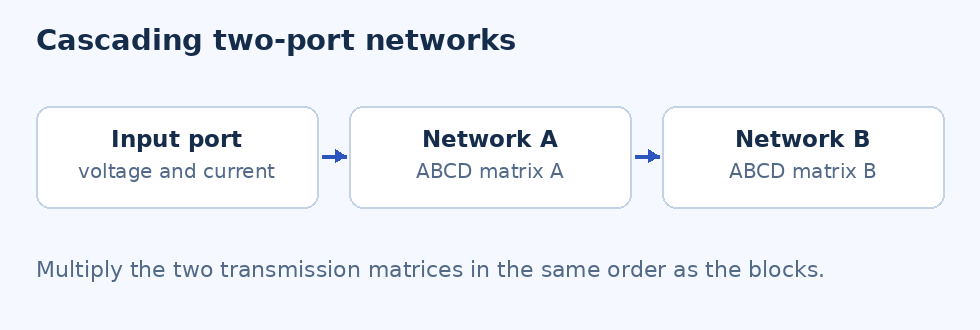 Cascading two-port networks
Input port
voltage and current
Network A
ABCD matrix A
Network B
ABCD matrix B
Multiply the two transmission matrices in the same order as the blocks.